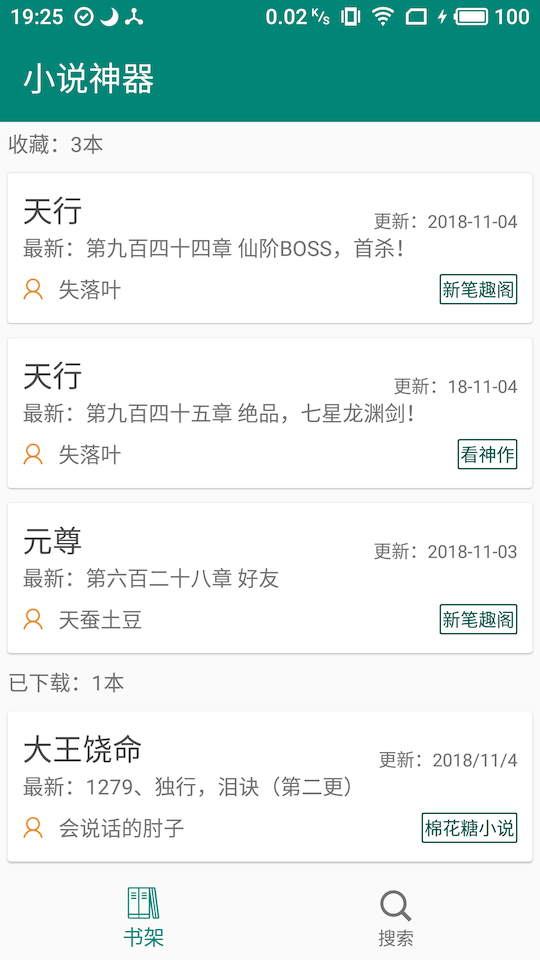 19:25 0.02 K/s 100
小说神器
收藏：3本
天行
更新：2018-11-04
最新：第九百四十四章 仙阶BOSS，首杀！
失落叶 新笔趣阁
天行
更新：18-11-04
最新：第九百四十五章 绝品，七星龙渊剑！
失落叶 看神作
元尊
更新：2018-11-03
最新：第六百二十八章 好友
天蚕土豆 新笔趣阁
已下载：1本
大王饶命
更新：2018/11/4
最新：1279、独行，泪诀（第二更）
会说话的肘子 棉花糖小说
书架 搜索